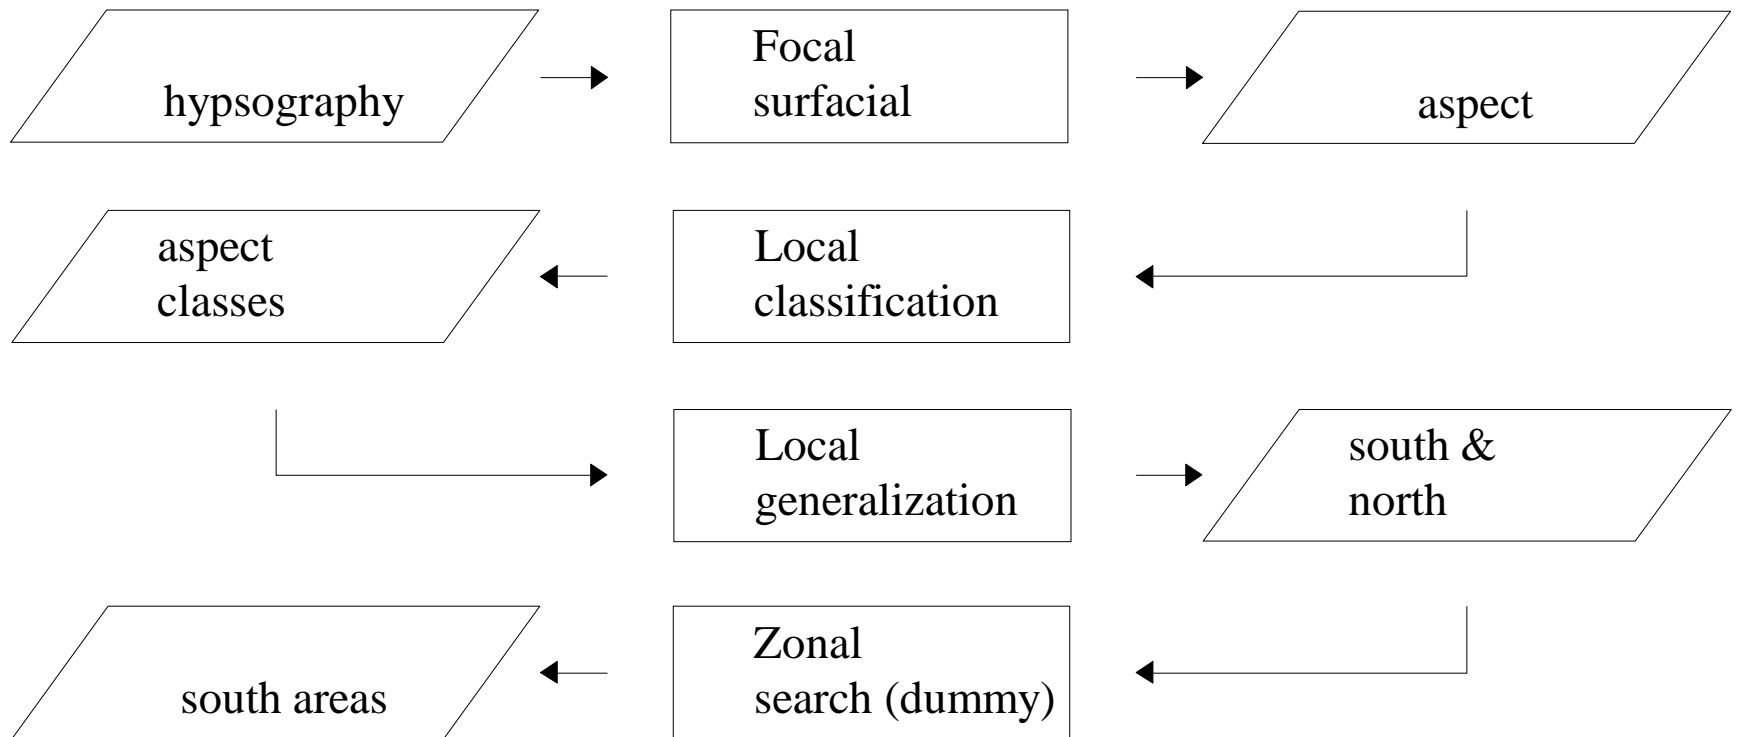 hypsography
Focal
surfacial
aspect
aspect
classes
Local
classification
Local
generalization
south &
north
south areas
Zonal
search (dummy)